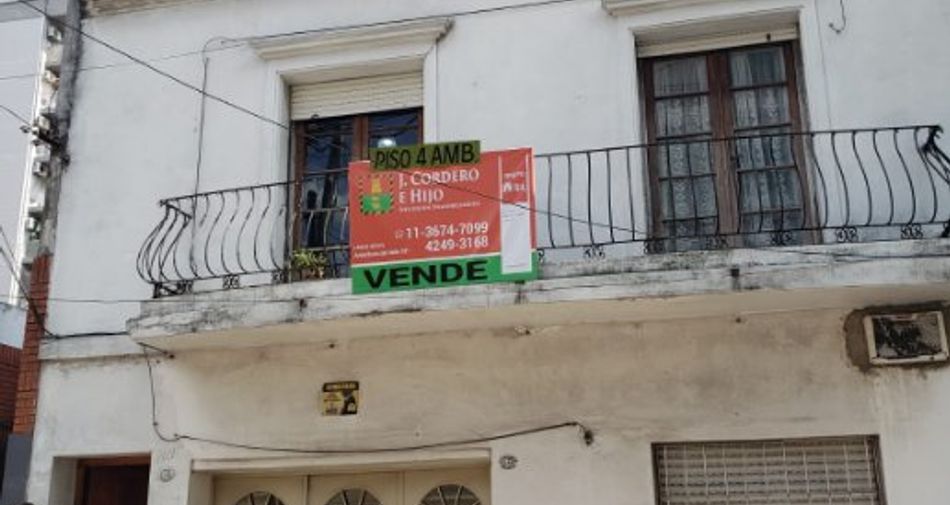 PISO 4 AMB.
J. CORDERO
E HIJO
11-3674-7099
4249-3168
VENDE